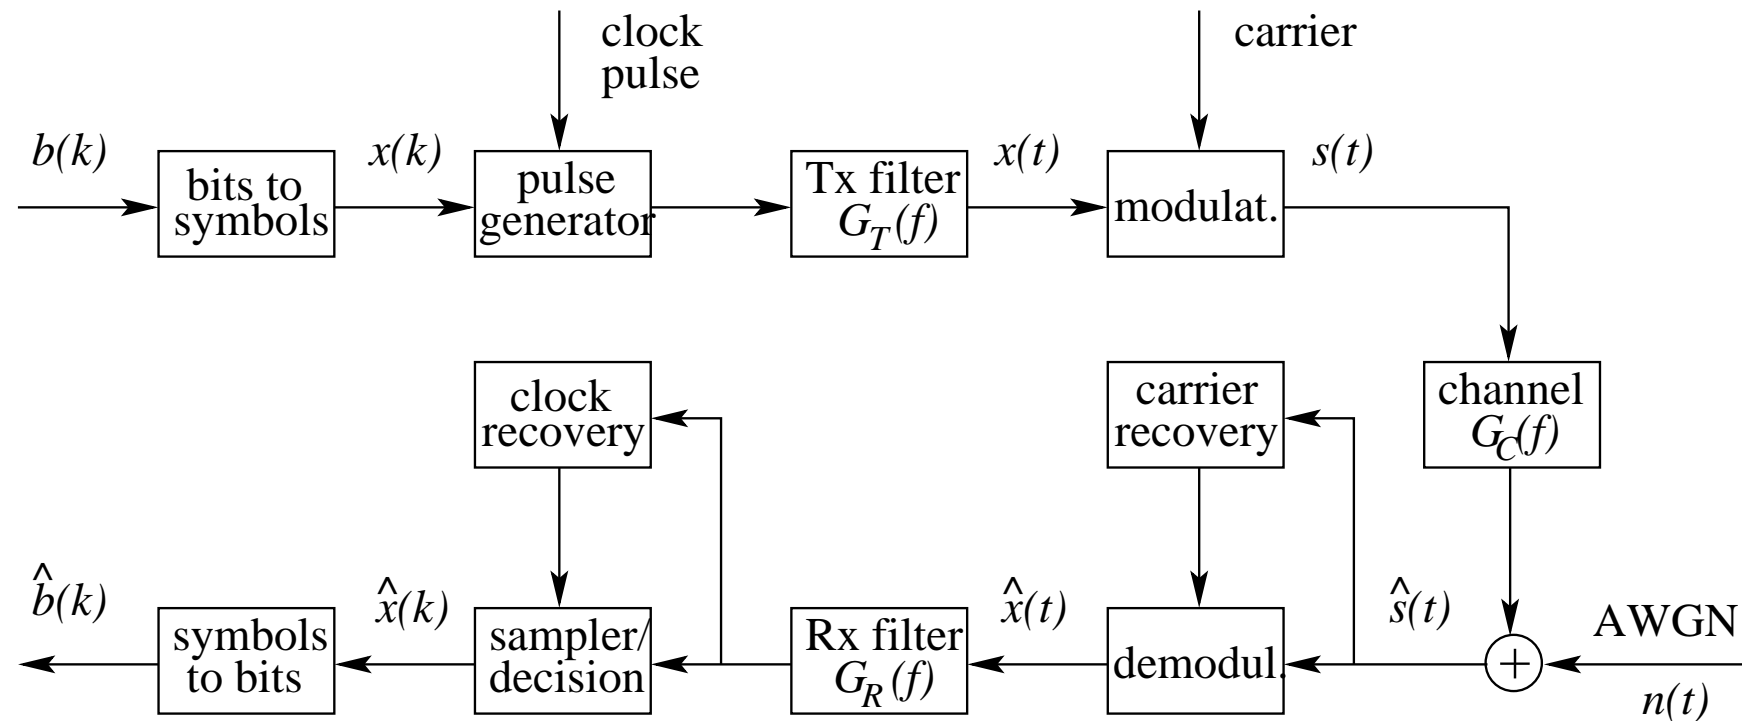 clock
pulse
carrier
b(k)
bits to
symbols
x(k)
pulse
generator
Tx filter
G_T(f)
x(t)
modulat.
s(t)
clock
recovery
carrier
recovery
channel
G_C(f)
b̂(k)
symbols
to bits
x̂(k)
sampler/
decision
Rx filter
G_R(f)
x̂(t)
demodul.
ŝ(t)
+
AWGN
n(t)